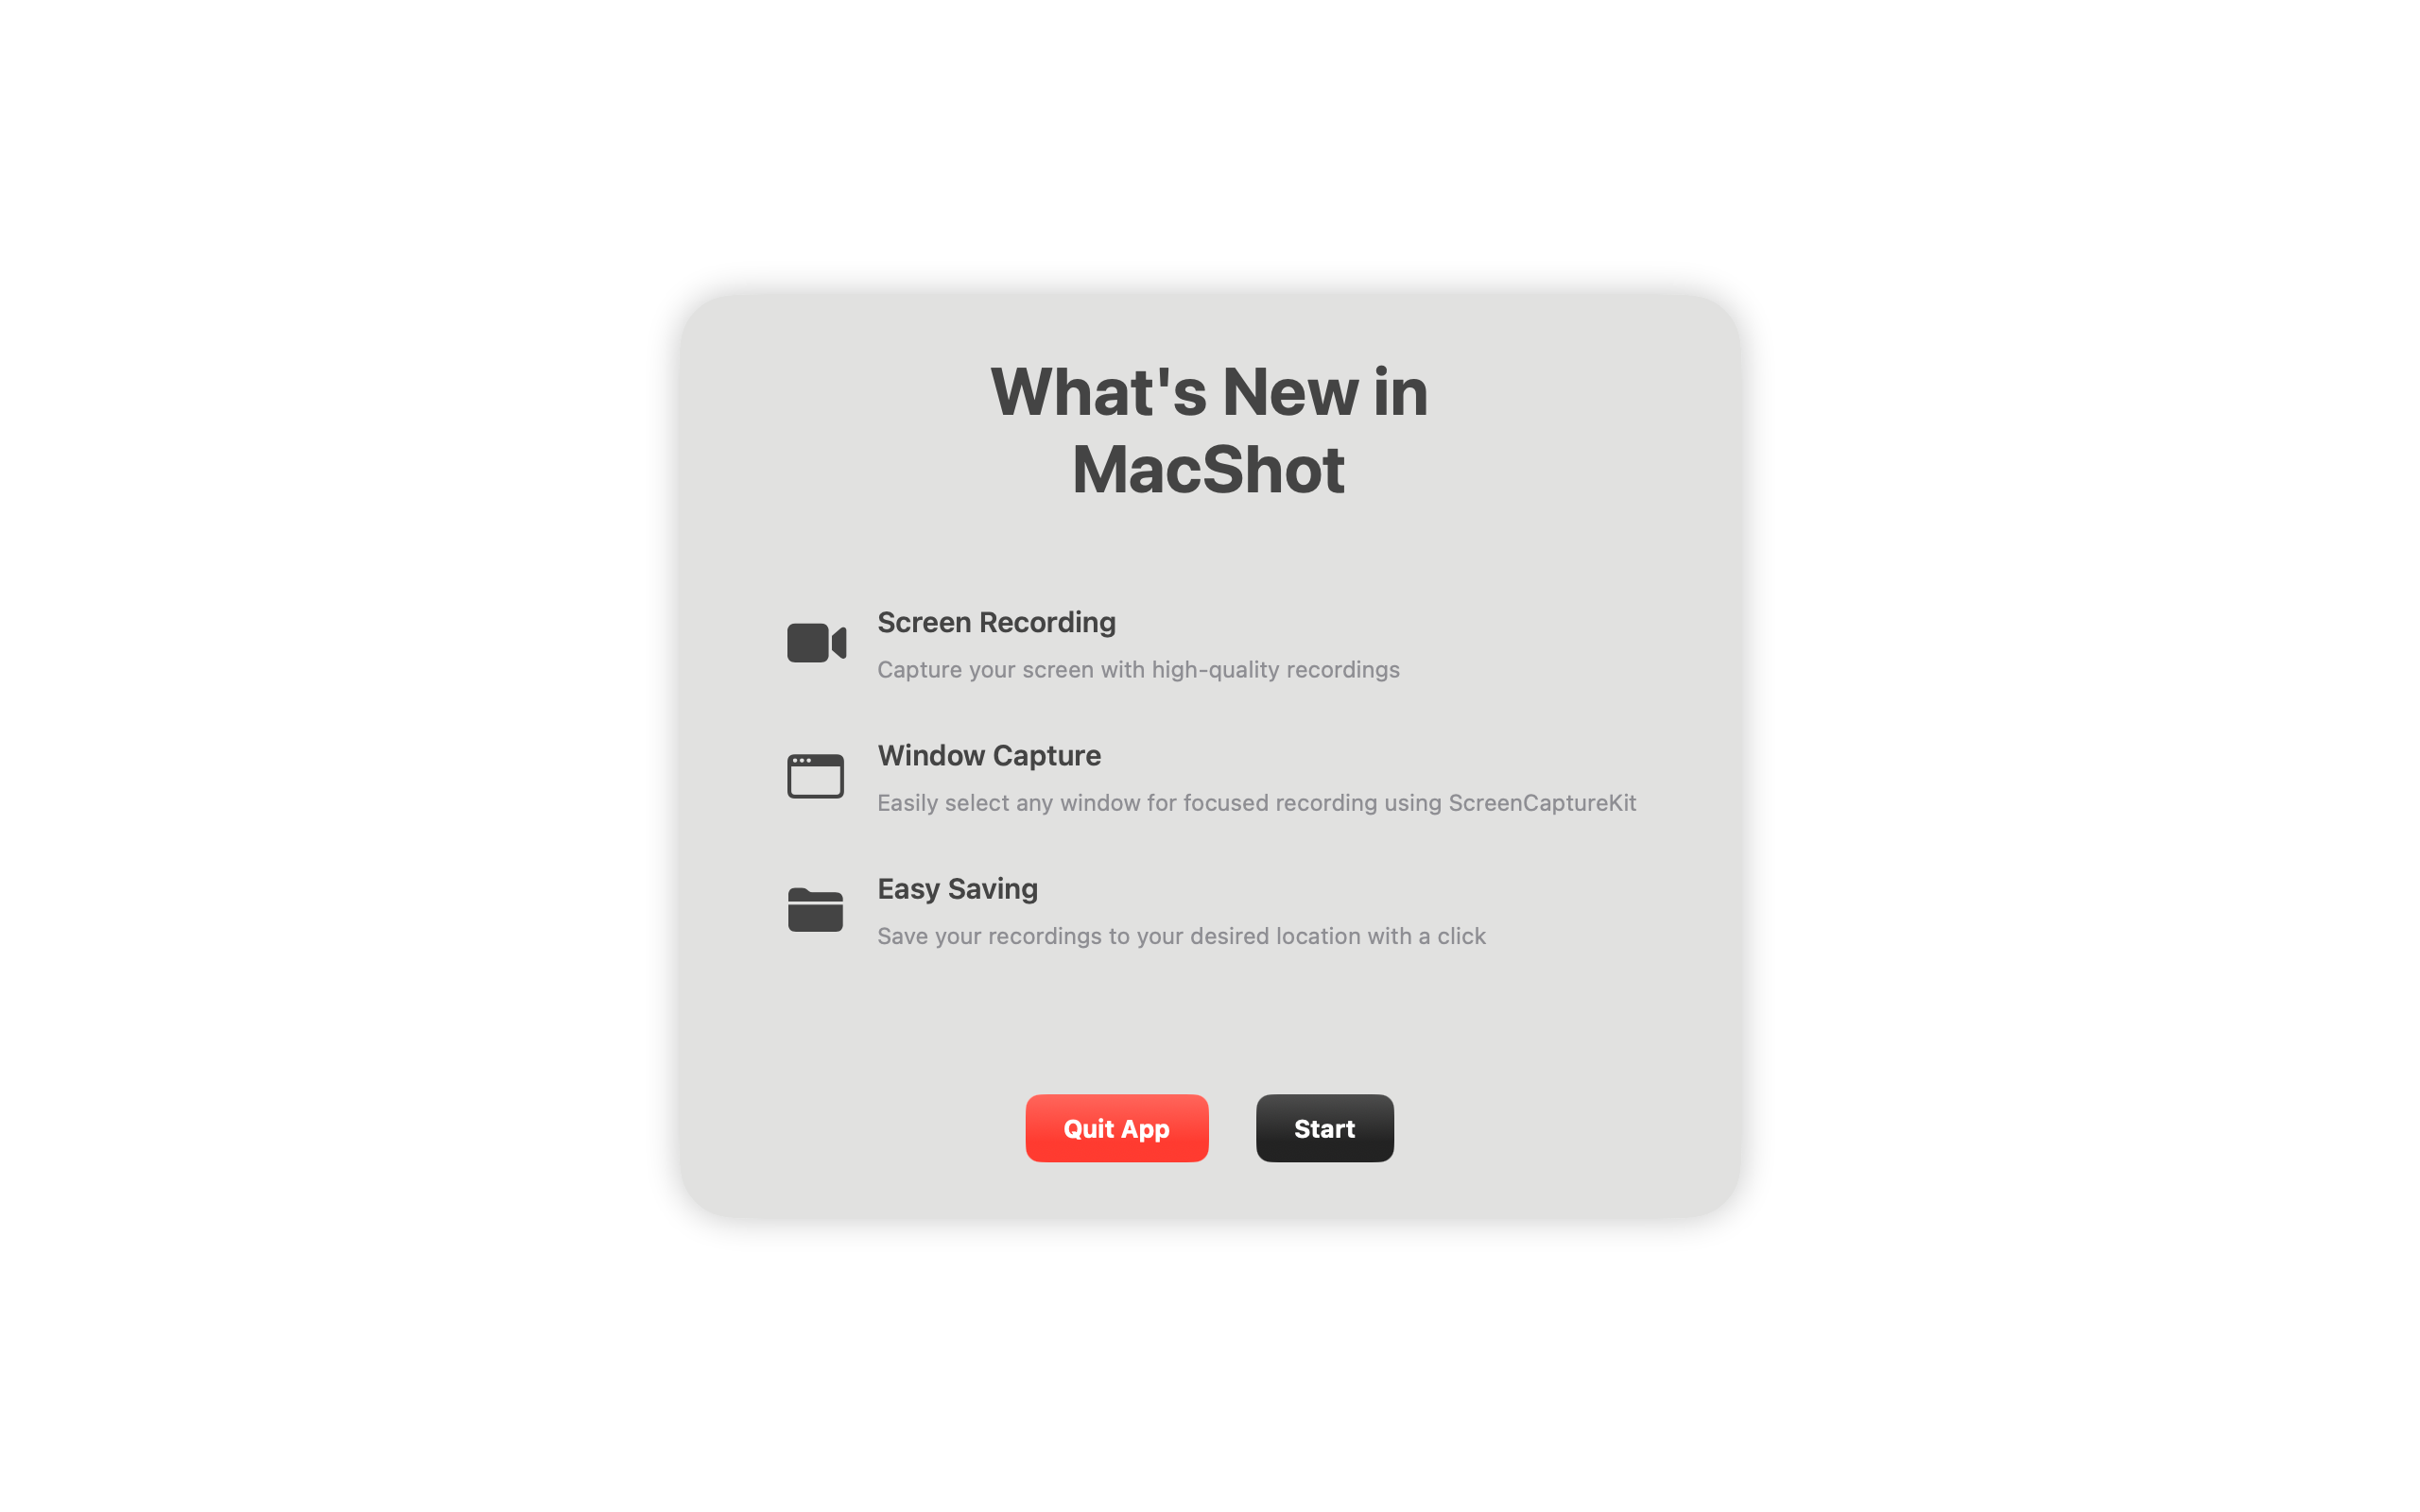 What's New in
MacShot
Screen Recording
Capture your screen with high-quality recordings
Window Capture
Easily select any window for focused recording using ScreenCaptureKit
Easy Saving
Save your recordings to your desired location with a click
Quit App
Start